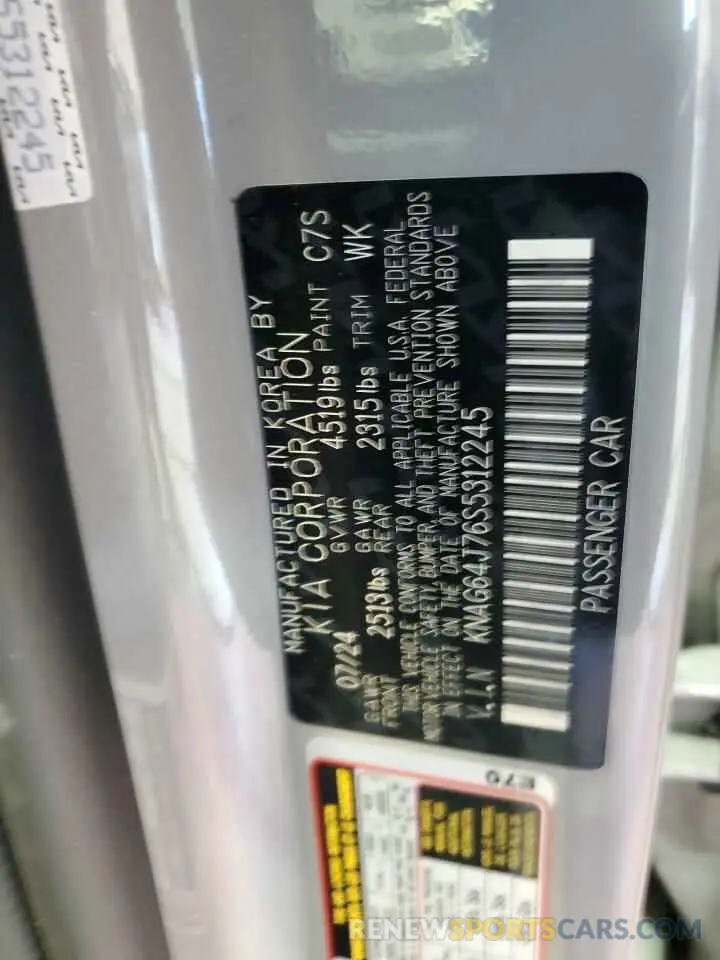 55312245
MANUFACTURED IN KOREA BY
KIA CORPORATION
07/24 GVWR 4519lbs PAINT C7S
GAWR FRONT 2513lbs GAWR REAR 2315lbs TRIM WK
THIS VEHICLE CONFORMS TO ALL APPLICABLE U.S.A. FEDERAL
MOTOR VEHICLE SAFETY, BUMPER, AND THEFT PREVENTION STANDARDS
IN EFFECT ON THE DATE OF MANUFACTURE SHOWN ABOVE
V.I.N KNAG64J76S5312245
PASSENGER CAR
E70
RENEWSPORTSCARS.COM